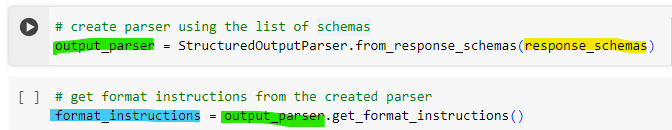 # create parser using the list of schemas
output_parser = StructuredOutputParser.from_response_schemas(response_schemas)
[ ] # get format instructions from the created parser
format_instructions = output_parser.get_format_instructions()